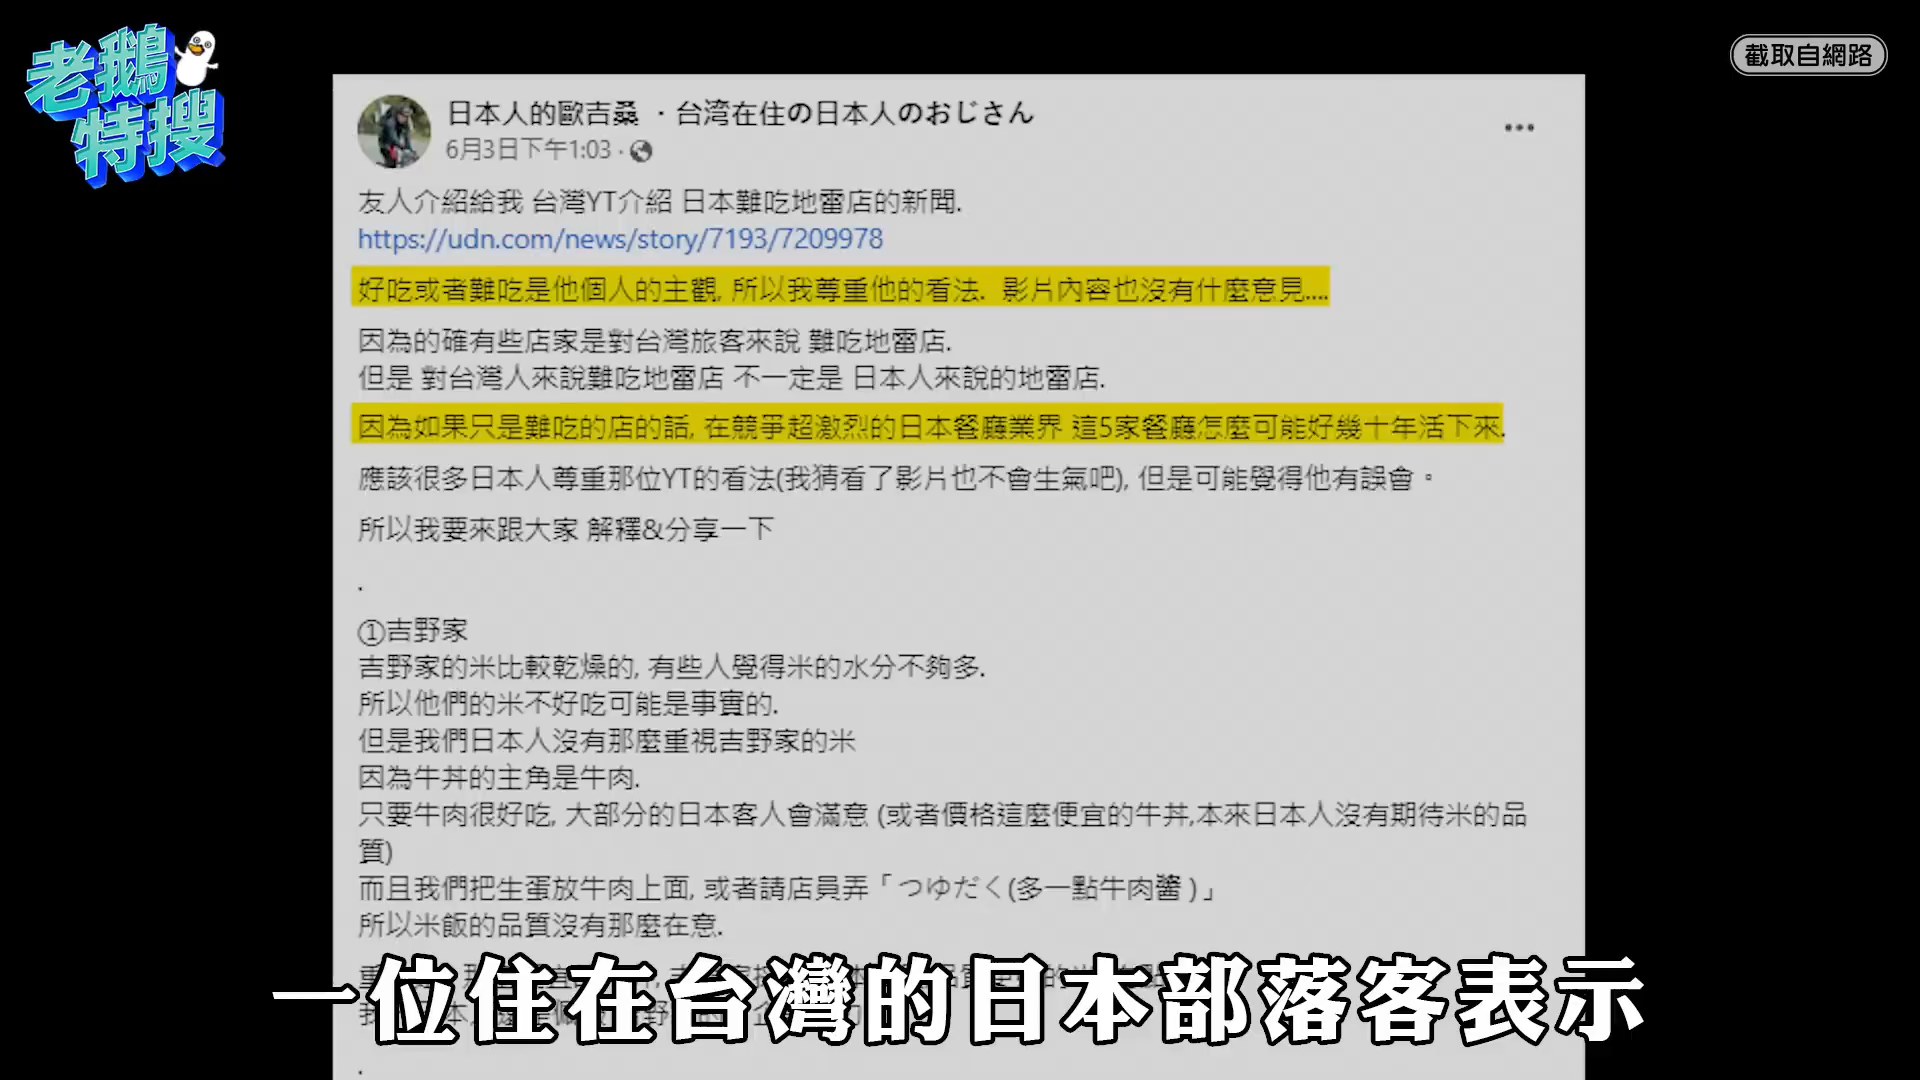 老鵝
特搜
截取自網路
日本人的歐吉桑 · 台湾在住の日本人のおじさん
6月3日下午1:03 ·
友人介紹給我 台灣YT介紹 日本難吃地雷店的新聞.
https://udn.com/news/story/7193/7209978
好吃或者難吃是他個人的主觀, 所以我尊重他的看法. 影片內容也沒有什麼意見....
因為的確有些店家是對台灣旅客來說 難吃地雷店.
但是 對台灣人來說難吃地雷店 不一定是 日本人來說的地雷店.
因為如果只是難吃的店的話, 在競爭超激烈的日本餐廳業界 這5家餐廳怎麼可能好幾十年活下來.
應該很多日本人尊重那位YT的看法(我猜看了影片也不會生氣吧), 但是可能覺得他有誤會。
所以我要來跟大家 解釋&分享一下
.
①吉野家
吉野家的米比較乾燥的, 有些人覺得米的水分不夠多.
所以他們的米不好吃可能是事實的.
但是我們日本人沒有那麼重視吉野家的米
因為牛丼的主角是牛肉.
只要牛肉很好吃, 大部分的日本客人會滿意 (或者價格這麼便宜的牛丼,本來日本人沒有期待米的品
質)
而且我們把生蛋放牛肉上面, 或者請店員弄「つゆだく(多一點牛肉醬 )」
所以米飯的品質沒有那麼在意.
一位住在台灣的日本部落客表示
.